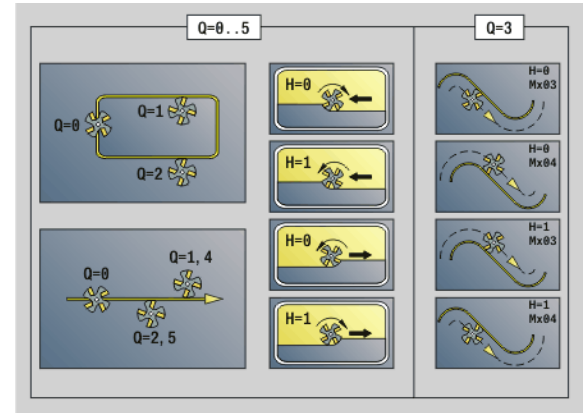 Q=0..5
Q=3
Q=0
Q=1
Q=2
Q=0
Q=1,4
Q=2,5
H=0
H=1
H=0
H=1
H=0
Mx03
H=0
Mx04
H=1
Mx03
H=1
Mx04